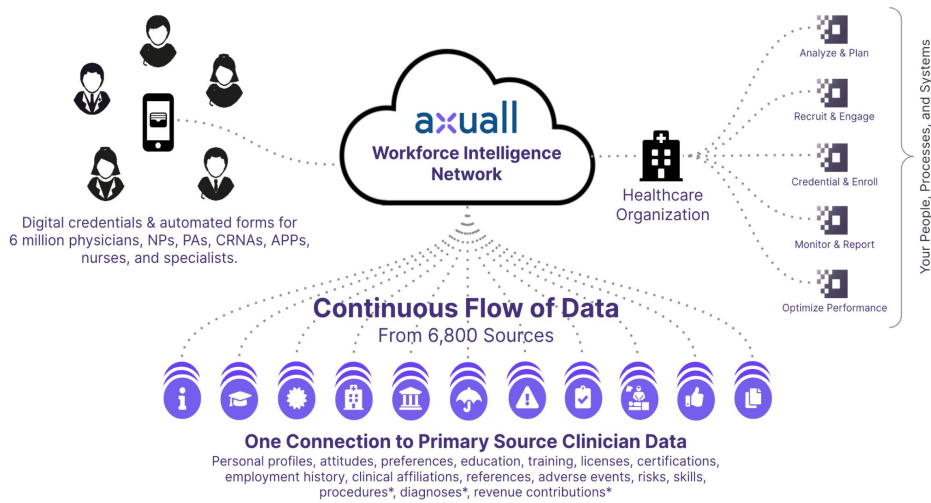 axuall
Workforce Intelligence
Network
Digital credentials & automated forms for
6 million physicians, NPs, PAs, CRNAs, APPs,
nurses, and specialists.
Healthcare
Organization
Analyze & Plan
Recruit & Engage
Credential & Enroll
Monitor & Report
Optimize Performance
Your People, Processes, and Systems
Continuous Flow of Data
From 6,800 Sources
One Connection to Primary Source Clinician Data
Personal profiles, attitudes, preferences, education, training, licenses, certifications,
employment history, clinical affiliations, references, adverse events, risks, skills,
procedures*, diagnoses*, revenue contributions*